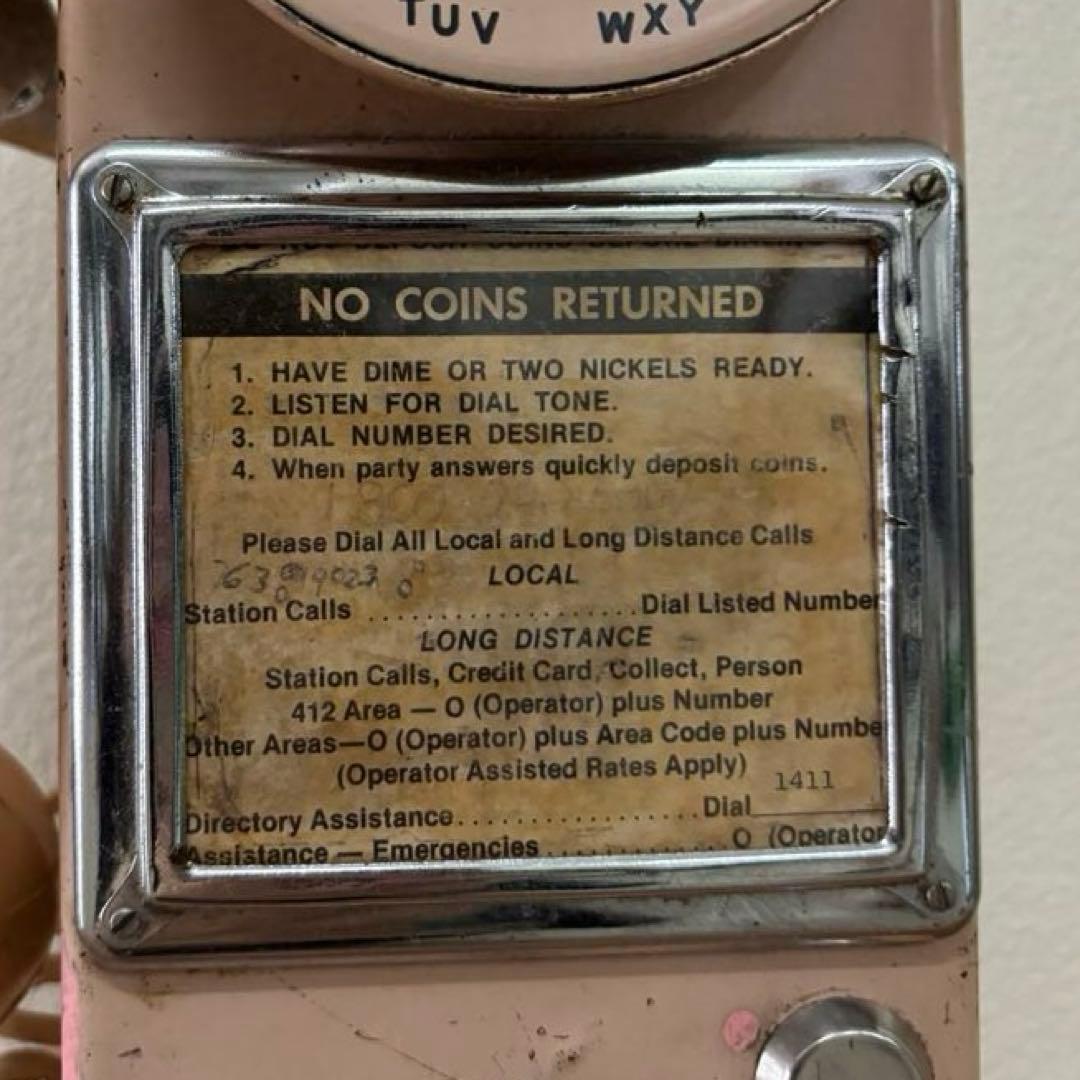 TUV WXY
NO COINS RETURNED
1. HAVE DIME OR TWO NICKELS READY.
2. LISTEN FOR DIAL TONE.
3. DIAL NUMBER DESIRED.
4. When party answers quickly deposit coins.
Please Dial All Local and Long Distance Calls
LOCAL
Station Calls ..................Dial Listed Number
LONG DISTANCE
Station Calls, Credit Card, Collect, Person
412 Area — O (Operator) plus Number
Other Areas—O (Operator) plus Area Code plus Numbe
(Operator Assisted Rates Apply)
1411
Directory Assistance..................Dial
Assistance — Emergencies .............O (Operator